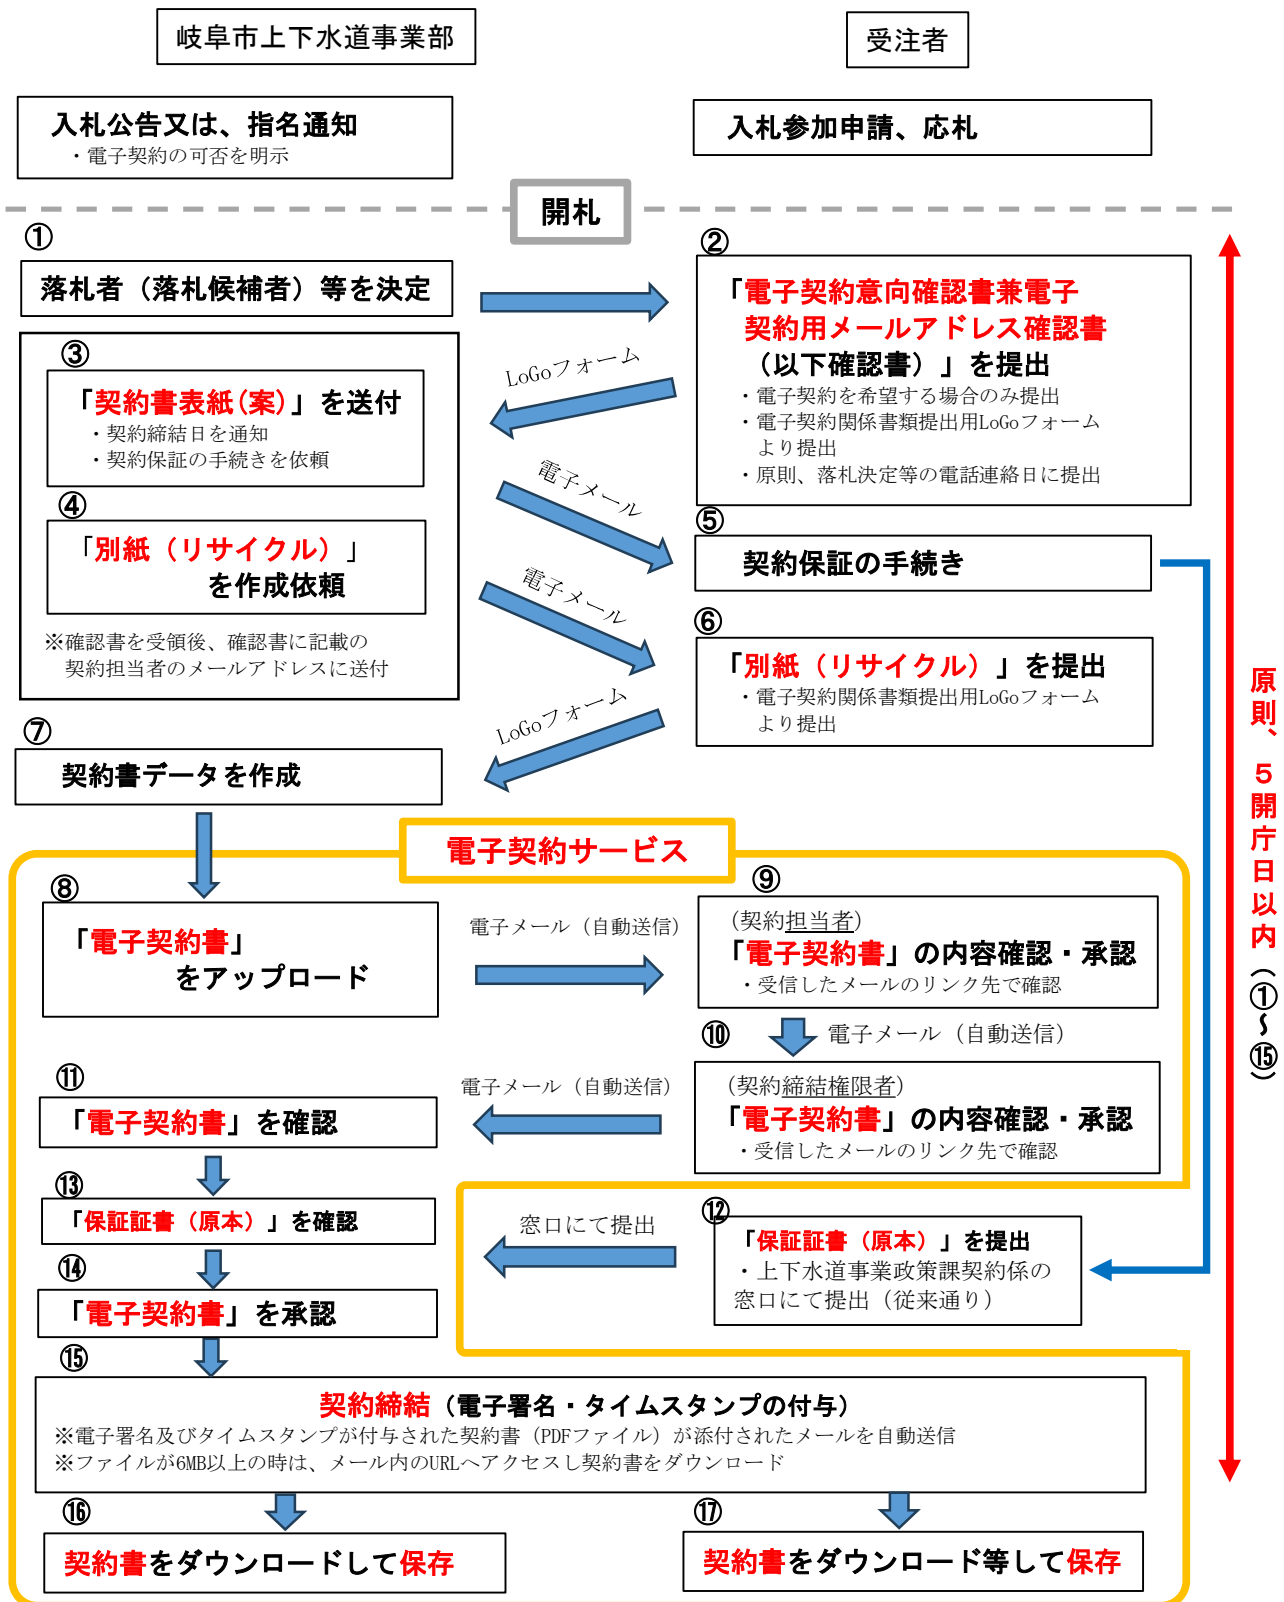 岐阜市上下水道事業部
受注者
入札公告又は、指名通知
・電子契約の可否を明示
入札参加申請、応札
開札
①
落札者（落札候補者）等を決定
②
「電子契約意向確認書兼電子
契約用メールアドレス確認書
（以下確認書）」を提出
・電子契約を希望する場合のみ提出
・電子契約関係書類提出用LoGoフォーム
より提出
・原則、落札決定等の電話連絡日に提出
LoGoフォーム
③
「契約書表紙(案)」を送付
・契約締結日を通知
・契約保証の手続きを依頼
④
「別紙（リサイクル）」
を作成依頼
※確認書を受領後、確認書に記載の
契約担当者のメールアドレスに送付
電子メール
⑤
契約保証の手続き
電子メール
⑥
「別紙（リサイクル）」を提出
・電子契約関係書類提出用LoGoフォーム
より提出
LoGoフォーム
⑦
契約書データを作成
原則、５開庁日以内（①～⑮）
電子契約サービス
⑧
「電子契約書」
をアップロード
電子メール（自動送信）
⑨
(契約担当者)
「電子契約書」の内容確認・承認
・受信したメールのリンク先で確認
⑩
電子メール（自動送信）
(契約締結権限者)
「電子契約書」の内容確認・承認
・受信したメールのリンク先で確認
電子メール（自動送信）
⑪
「電子契約書」を確認
⑫
「保証証書（原本）」を提出
・上下水道事業政策課契約係の
窓口にて提出（従来通り）
窓口にて提出
⑬
「保証証書（原本）」を確認
⑭
「電子契約書」を承認
⑮
契約締結（電子署名・タイムスタンプの付与）
※電子署名及びタイムスタンプが付与された契約書（PDFファイル）が添付されたメールを自動送信
※ファイルが6MB以上の時は、メール内のURLへアクセスし契約書をダウンロード
⑯
契約書をダウンロードして保存
⑰
契約書をダウンロード等して保存